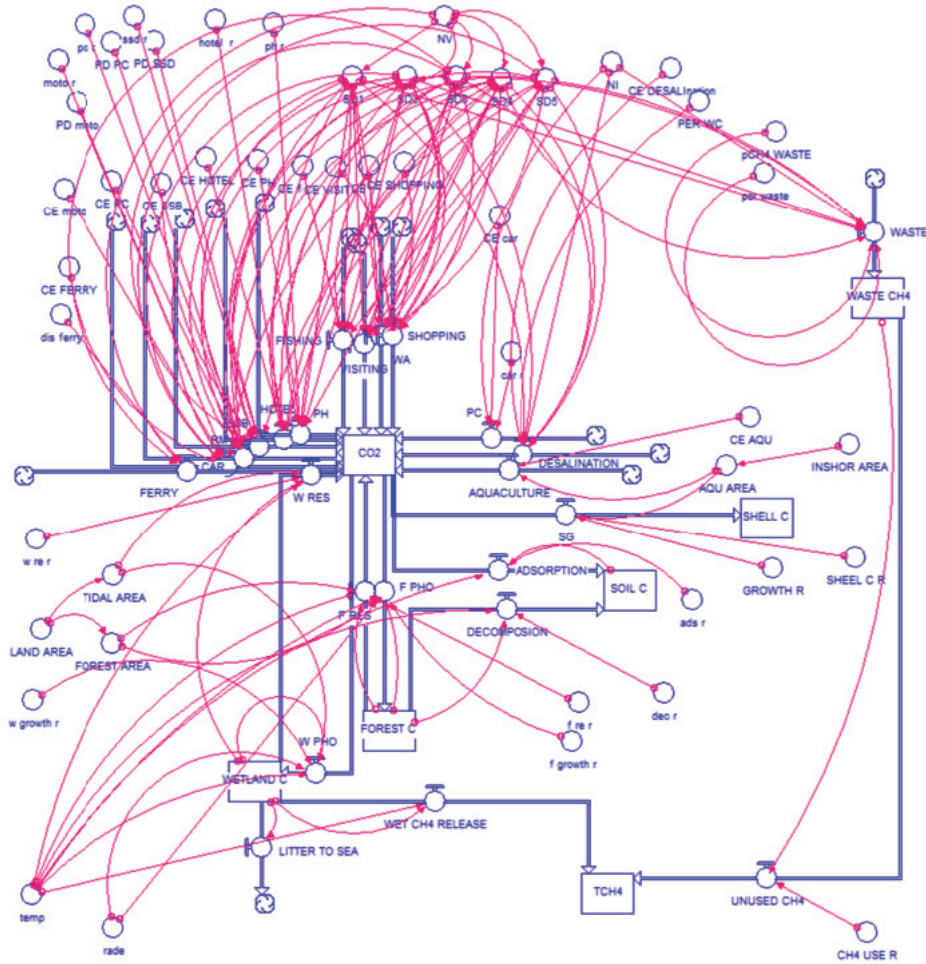 pc r
ssd r
hotel r
ph r
NV
PD PC
PD SSD
moto r
PD moto
SD1
SD2
SD3
SD4
SD5
NI
CE DESALInation
PER WC
pCH4 WASTE
CE HOTEL
CE PH
CE VISIT
CE SHOPPING
CE moto
CE PC
CE SSB
por waste
CE car
WASTE
CE FERRY
WASTE CH4
dis ferry
FISHING
VISITING
WA
SHOPPING
car r
PH
PC
CO2
CE AQU
CAR
DESALINATION
FERRY
W RES
AQUACULTURE
AQU AREA
INSHOR AREA
SHELL C
SG
w re r
ADSORPTION
GROWTH R
SHEEL C R
TIDAL AREA
F RES
F PHO
SOIL C
ads r
DECOMPOSION
LAND AREA
FOREST AREA
w growth r
f re r
dec r
FOREST C
f growth r
W PHO
WETLAND C
WET CH4 RELEASE
LITTER TO SEA
temp
TCH4
UNUSED CH4
rade
CH4 USE R